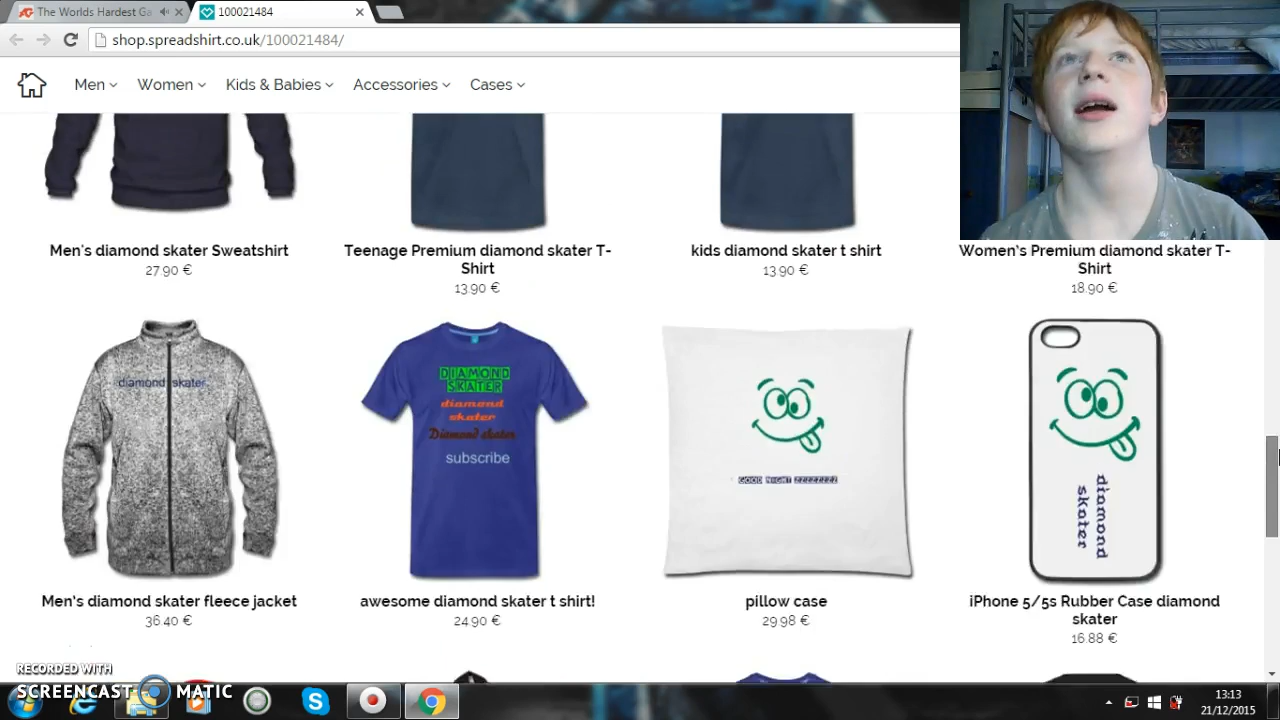 The Worlds Hardest Ga
100021484
shop.spreadshirt.co.uk/100021484/
Men
Women
Kids & Babies
Accessories
Cases
Men's diamond skater Sweatshirt
27.90 €
Teenage Premium diamond skater T-
Shirt
13.90 €
kids diamond skater t shirt
13.90 €
Women's Premium diamond skater T-
Shirt
18.90 €
diamond skater
DIAMOND
SKATER
diamond
skater
Diamond skater
subscribe
GOOD NIGHT ZZZZZZZ
diamond
skater
Men's diamond skater fleece jacket
36.40 €
awesome diamond skater t shirt!
24.90 €
pillow case
29.98 €
iPhone 5/5s Rubber Case diamond
skater
16.88 €
RECORDED WITH
SCREENCAST MATIC
13:13
21/12/2015